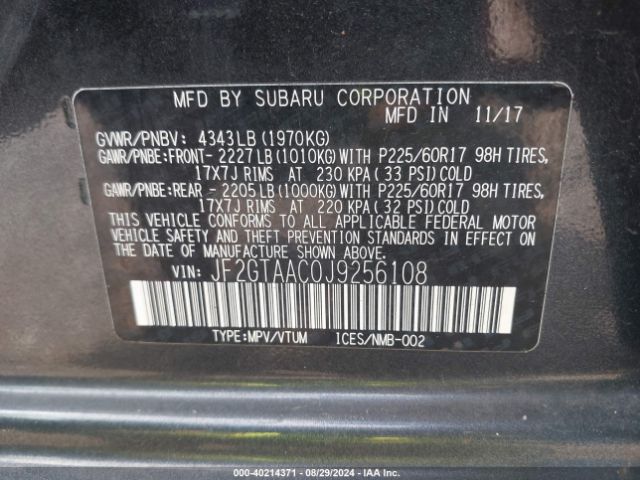 MFD BY SUBARU CORPORATION
MFD IN 11/17
GVWR/PNBV: 4343LB(1970KG)
GAWR/PNBE:FRONT- 2227LB(1010KG)WITH P225/60R17 98H TIRES,
17X7J RIMS AT 230 KPA(33 PSI)COLD
GAWR/PNBE:REAR - 2205LB(1000KG)WITH P225/60R17 98H TIRES,
17X7J RIMS AT 220 KPA(32 PSI)COLD
THIS VEHICLE CONFORMS TO ALL APPLICABLE FEDERAL MOTOR
VEHICLE SAFETY AND THEFT PREVENTION STANDARDS IN EFFECT ON
THE DATE OF MANUFACTURE SHOWN ABOVE.
VIN: JF2GTAAC0J9256108
TYPE:MPV/VTUM ICES/NMB-002
000-40214371 - 08/29/2024 - IAA Inc.